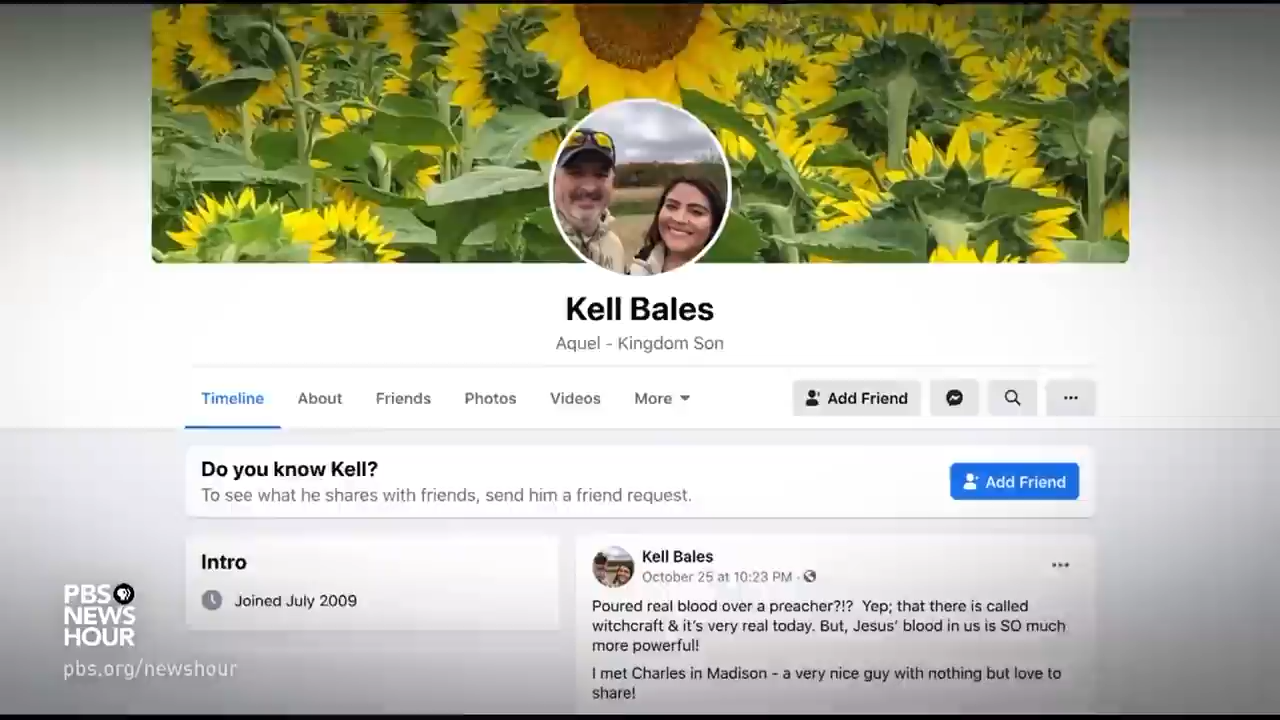 Kell Bales
Aquel - Kingdom Son
Timeline
About
Friends
Photos
Videos
More
Add Friend
Do you know Kell?
To see what he shares with friends, send him a friend request.
Add Friend
Intro
Joined July 2009
Kell Bales
October 25 at 10:23 PM ·
Poured real blood over a preacher?!? Yep; that there is called
witchcraft & it's very real today. But, Jesus' blood in us is SO much
more powerful!
I met Charles in Madison - a very nice guy with nothing but love to
share!
PBS
NEWS
HOUR
pbs.org/newshour